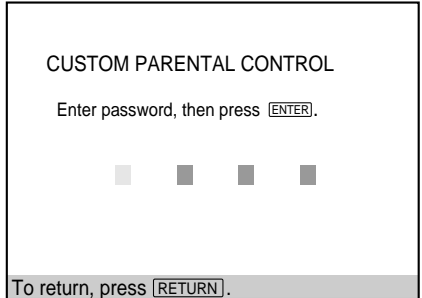 CUSTOM PARENTAL CONTROL
Enter password, then press ENTER.
To return, press RETURN.